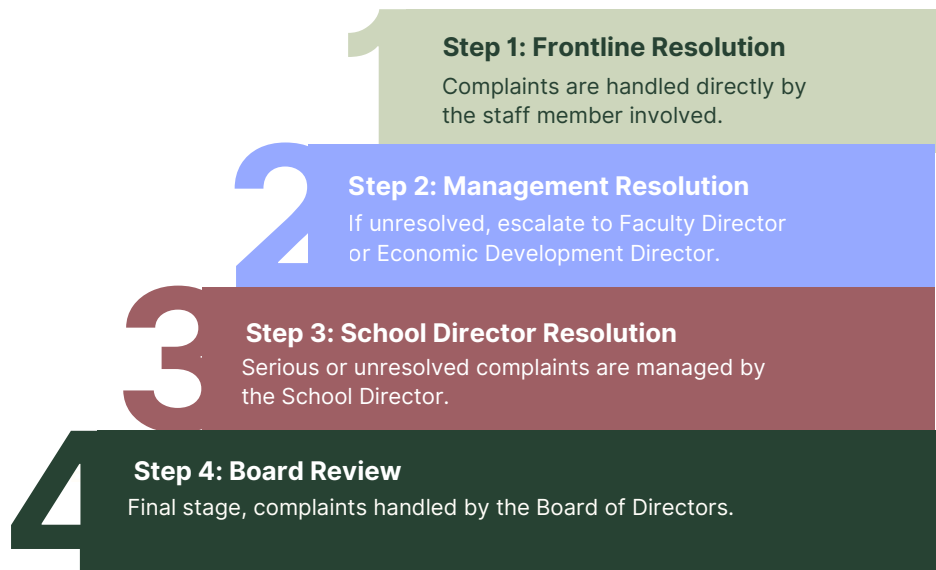 1
Step 1: Frontline Resolution
Complaints are handled directly by
the staff member involved.
2
Step 2: Management Resolution
If unresolved, escalate to Faculty Director
or Economic Development Director.
3
Step 3: School Director Resolution
Serious or unresolved complaints are managed by
the School Director.
4
Step 4: Board Review
Final stage, complaints handled by the Board of Directors.